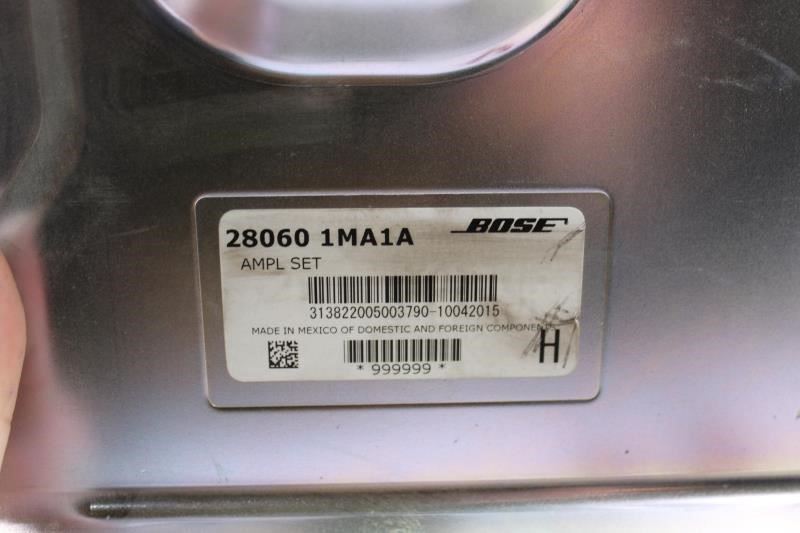 28060 1MA1A
BOSE
AMPL SET
313822005003790-10042015
MADE IN MEXICO OF DOMESTIC AND FOREIGN COMPONENTS
H
* 999999 *